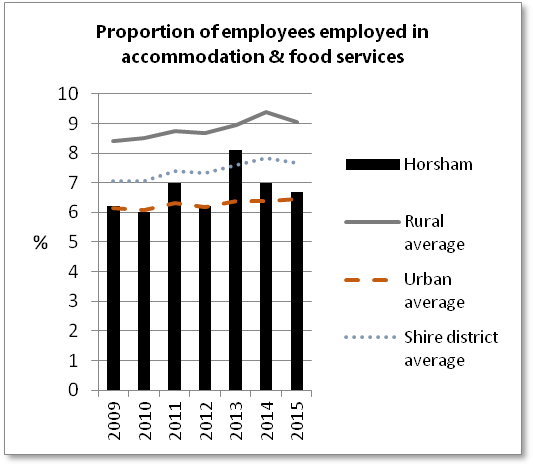 Proportion of employees employed in
accommodation & food services
10
9
8
7
6
5
4
3
2
1
0
%
2009
2010
2011
2012
2013
2014
2015
Horsham
Rural
average
Urban
average
Shire district
average